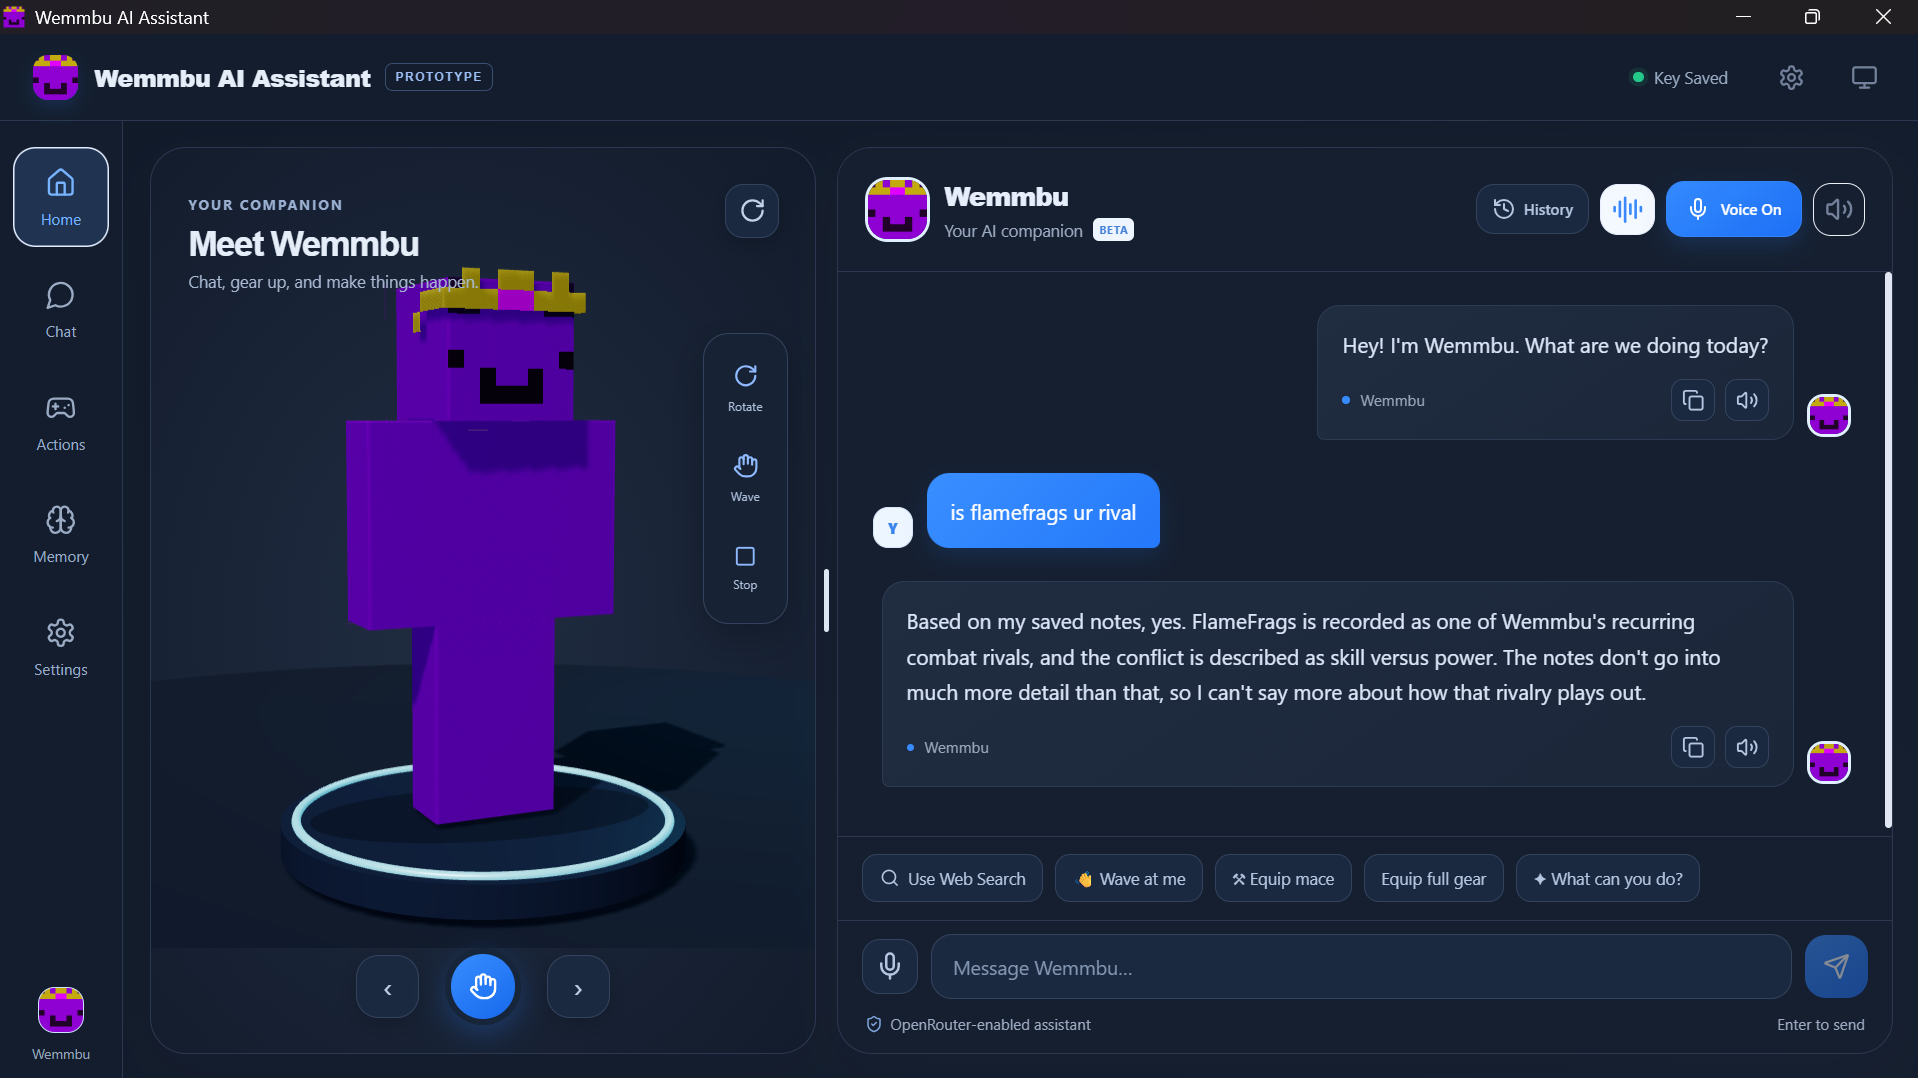 Wemmbu AI Assistant
Wemmbu AI Assistant
PROTOTYPE
Key Saved
Home
Chat
Actions
Memory
Settings
Wemmbu
YOUR COMPANION
Meet Wemmbu
Chat, gear up, and make things happen.
Rotate
Wave
Stop
Wemmbu
Your AI companion BETA
History
Voice On
Hey! I'm Wemmbu. What are we doing today?
Wemmbu
Y
is flamefrags ur rival
Based on my saved notes, yes. FlameFrags is recorded as one of Wemmbu's recurring
combat rivals, and the conflict is described as skill versus power. The notes don't go into
much more detail than that, so I can't say more about how that rivalry plays out.
Wemmbu
Use Web Search
👋 Wave at me
⚒ Equip mace
Equip full gear
✦ What can you do?
Message Wemmbu...
OpenRouter-enabled assistant
Enter to send